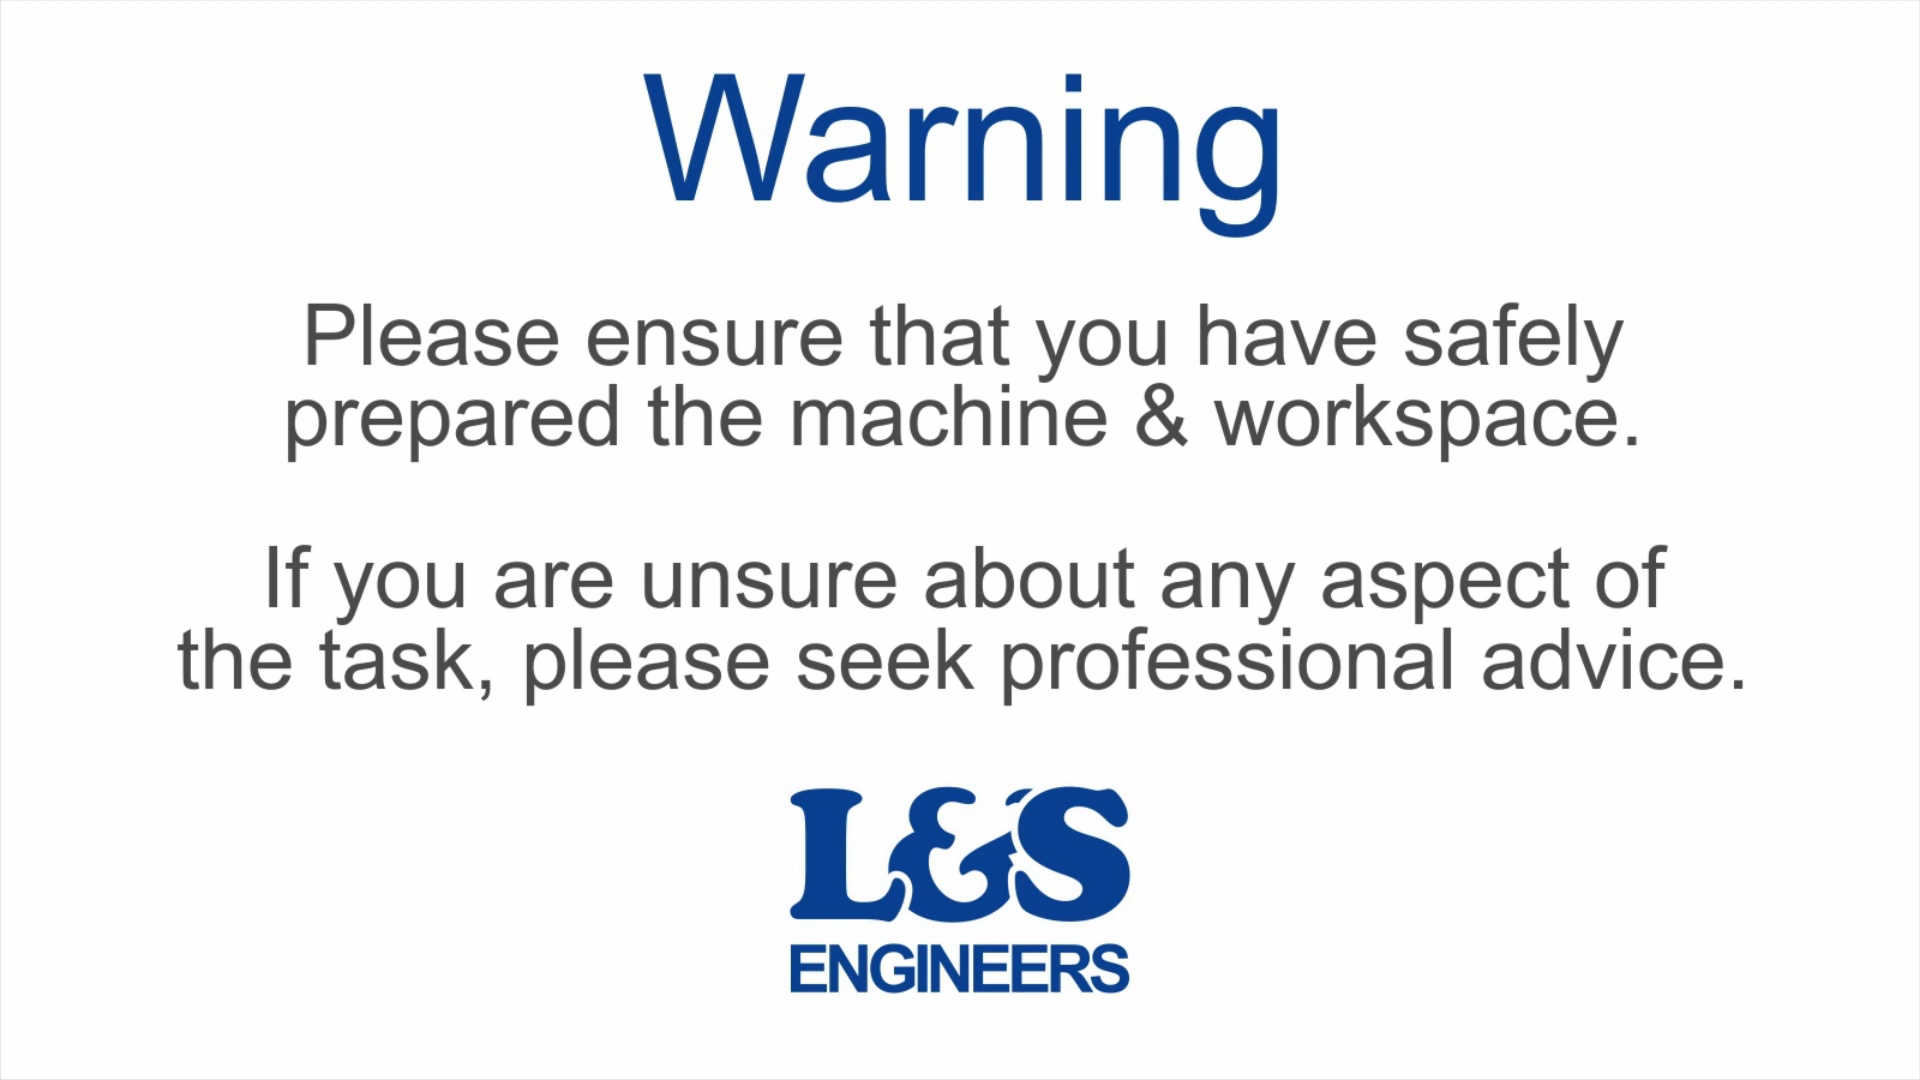 Warning
Please ensure that you have safely
prepared the machine & workspace.
If you are unsure about any aspect of
the task, please seek professional advice.
L&S
ENGINEERS